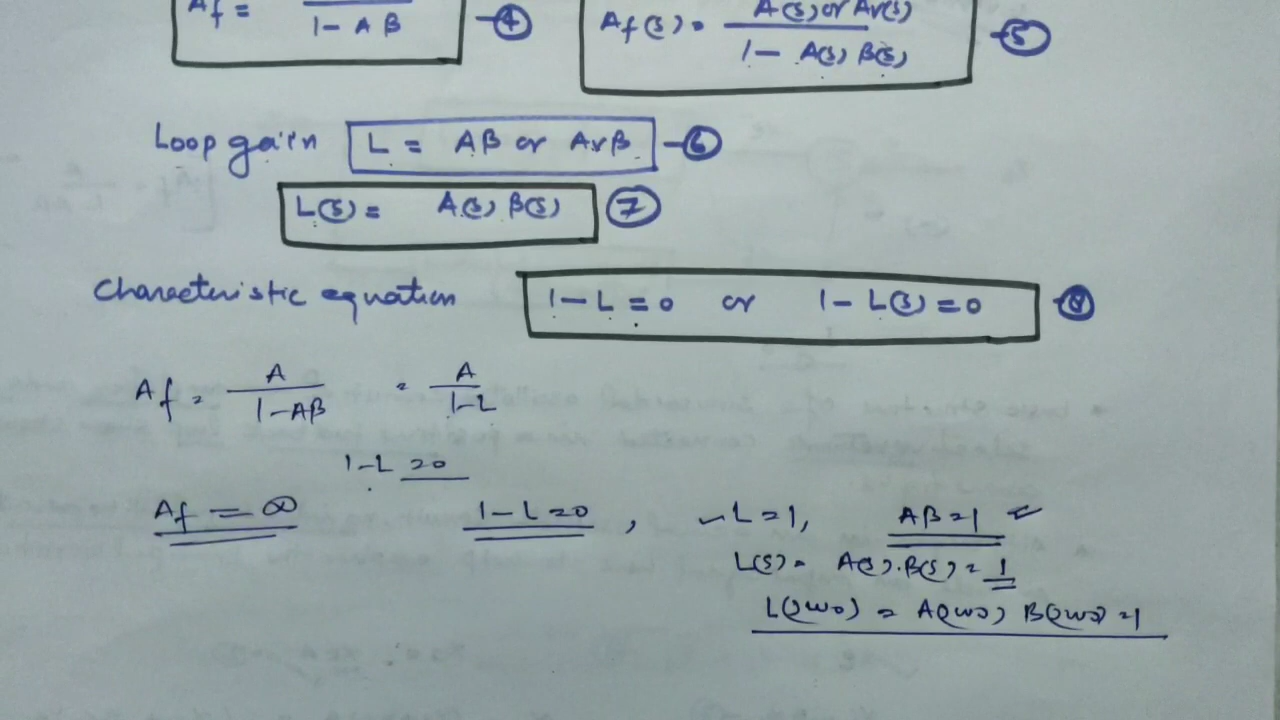 Af = ‾‾‾ / 1 - Aβ — ④ Af(s) = A(s) or Av(s) / 1 - A(s) β(s) — ⑤
Loop gain L = Aβ or Avβ — ⑥
L(s) = A(s) β(s) ⑦
Characteristic equation 1 - L = 0 or 1 - L(s) = 0 — ⑧
Af = A / 1 - Aβ = A / 1-L
1-L = 0
Af = ∞ 1 - L = 0 , L = 1, Aβ = 1
L(s) = A(s).β(s) = 1
L(jω0) = A(jω0) β(jω0) = 1